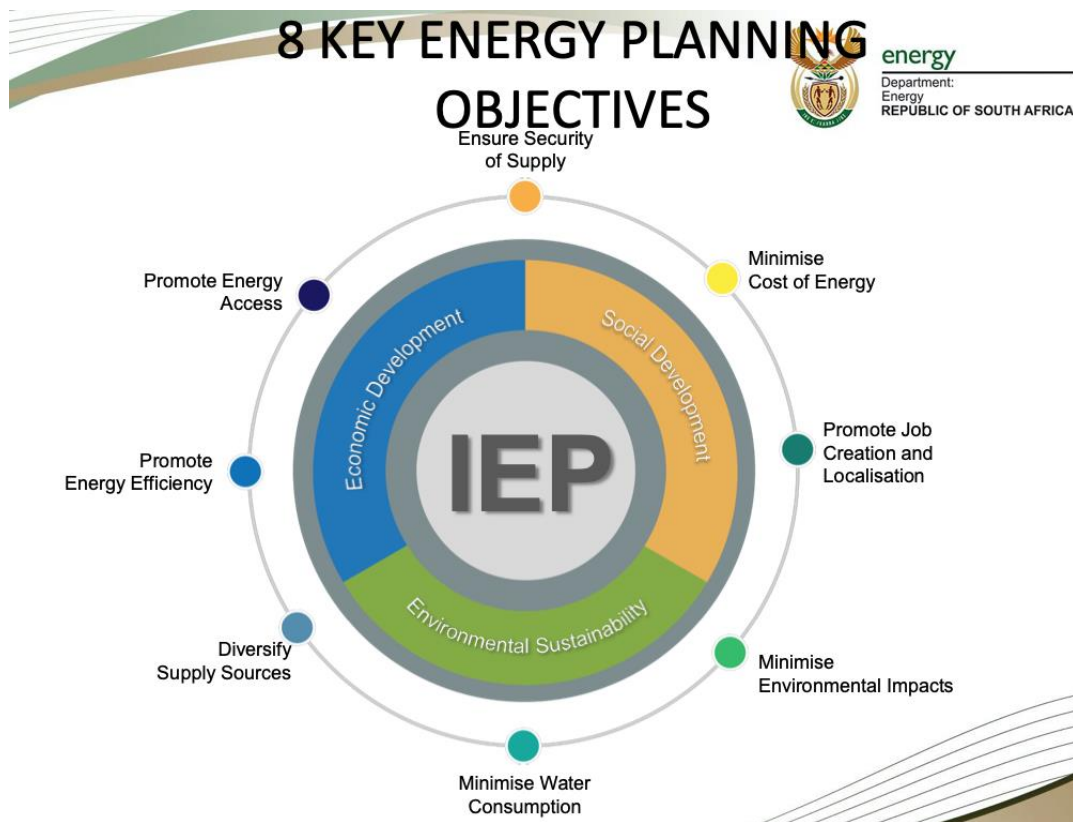 8 KEY ENERGY PLANNING
OBJECTIVES
energy
Department:
Energy
REPUBLIC OF SOUTH AFRICA
Ensure Security
of Supply
Minimise
Cost of Energy
Promote Job
Creation and
Localisation
Minimise
Environmental Impacts
Minimise Water
Consumption
Diversify
Supply Sources
Promote
Energy Efficiency
Promote Energy
Access
Economic Development
Social Development
Environmental Sustainability
IEP